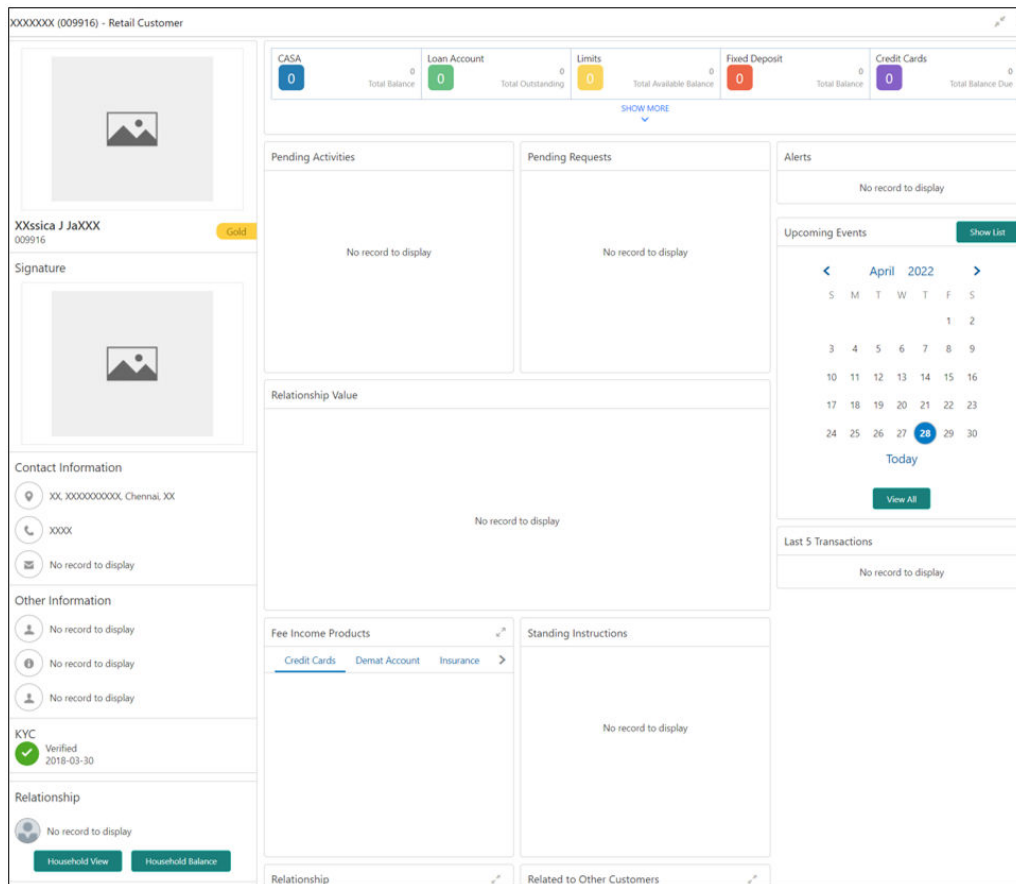 XXXXXXX (009916) - Retail Customer
XXssica J JaXXX
009916
Gold
Signature
Contact Information
XX, XXXXXXXXXX, Chennai, XX
XXXX
No record to display
Other Information
No record to display
No record to display
No record to display
KYC
Verified
2018-03-30
Relationship
No record to display
Household View Household Balance
CASA
0
0
Total Balance
Loan Account
0
0
Total Outstanding
Limits
0
0
Total Available Balance
Fixed Deposit
0
0
Total Balance
Credit Cards
0
0
Total Balance Due
SHOW MORE
Pending Activities
No record to display
Pending Requests
No record to display
Relationship Value
No record to display
Fee Income Products
Credit Cards Demat Account Insurance
Standing Instructions
No record to display
Relationship
Related to Other Customers
Alerts
No record to display
Upcoming Events
Show List
April 2022
S M T W T F S
1 2
3 4 5 6 7 8 9
10 11 12 13 14 15 16
17 18 19 20 21 22 23
24 25 26 27 28 29 30
Today
View All
Last 5 Transactions
No record to display